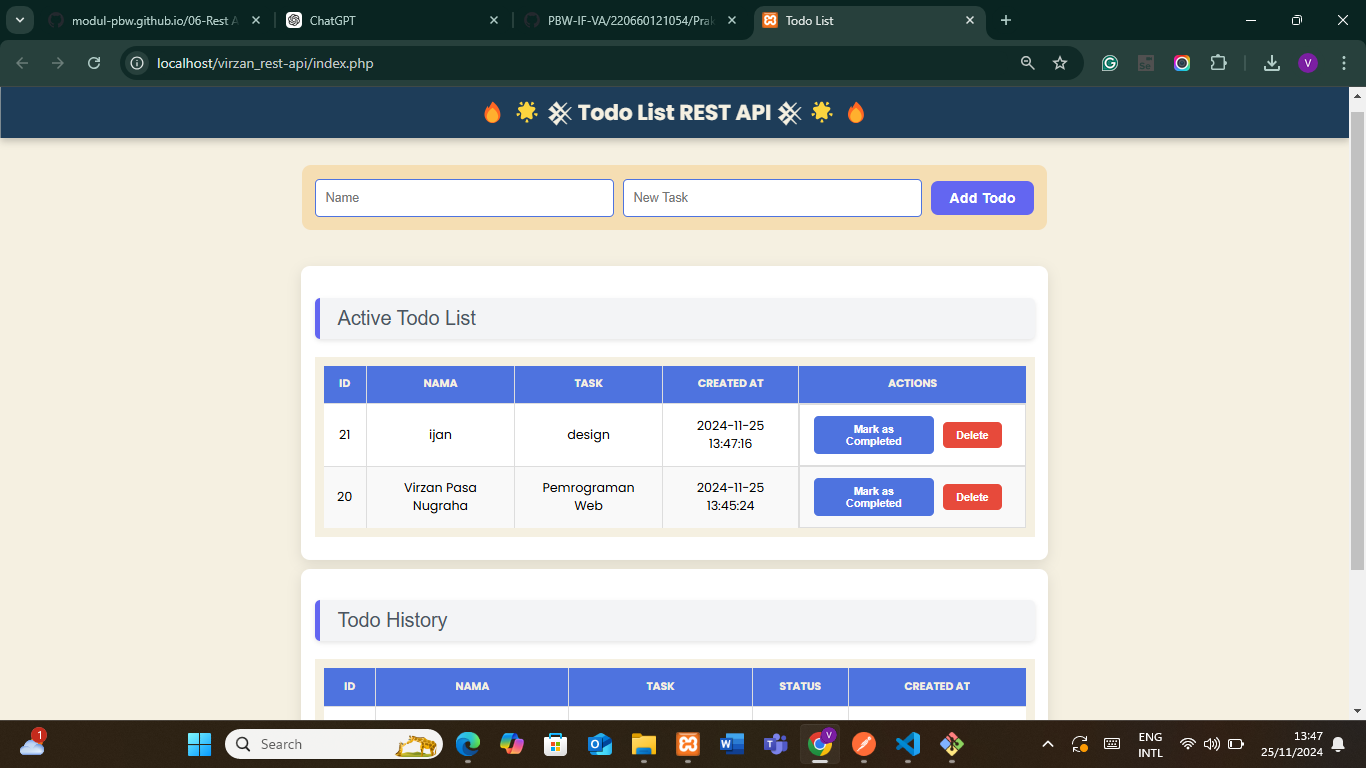 modul-pbw.github.io/06-Rest A
ChatGPT
PBW-IF-VA/220660121054/Prak
Todo List
localhost/virzan_rest-api/index.php
V
Todo List REST API
Name
New Task
Add Todo
Active Todo List
ID NAMA TASK CREATED AT ACTIONS
21 ijan design 2024-11-25 13:47:16 Mark as Completed Delete
20 Virzan Pasa Nugraha Pemrograman Web 2024-11-25 13:45:24 Mark as Completed Delete
Todo History
ID NAMA TASK STATUS CREATED AT
1
Search
V
ENG
INTL
13:47
25/11/2024